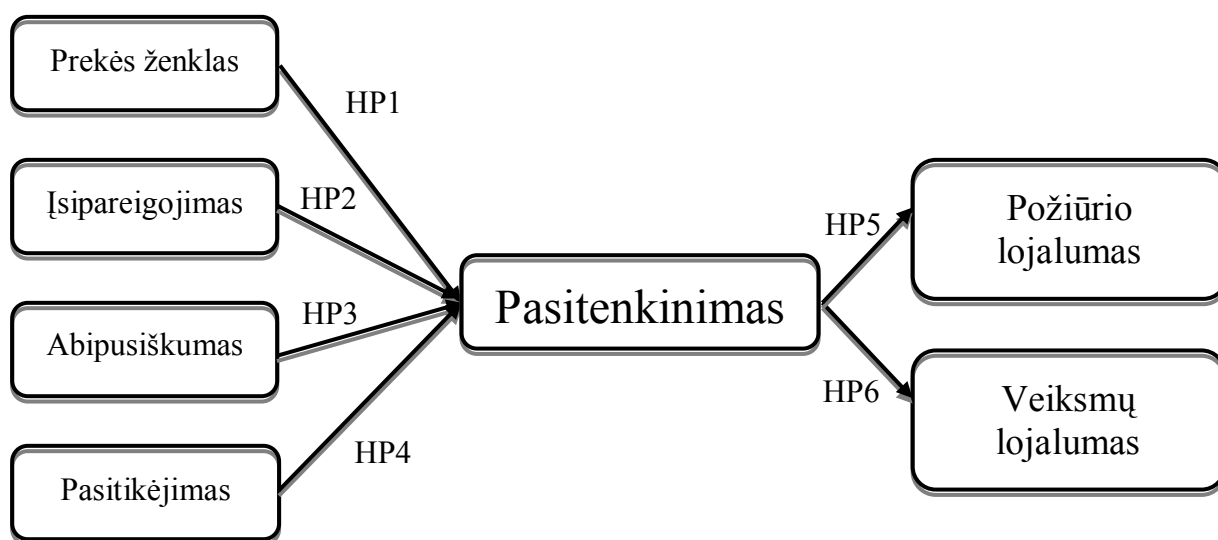 Prekės ženklas
HP1
Įsipareigojimas
HP2
Abipusiškumas
HP3
Pasitikėjimas
HP4
Pasitenkinimas
HP5
Požiūrio
lojalumas
HP6
Veiksmų
lojalumas